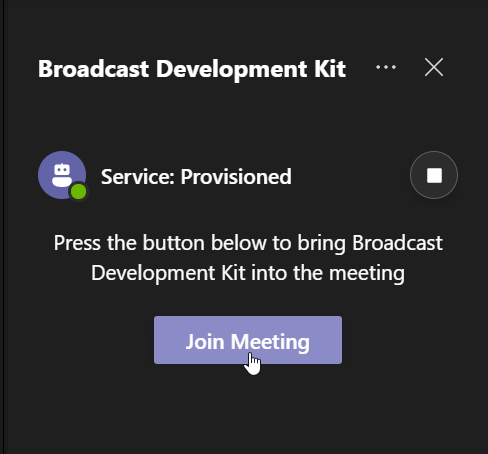 Broadcast Development Kit
Service: Provisioned
Press the button below to bring Broadcast
Development Kit into the meeting
Join Meeting